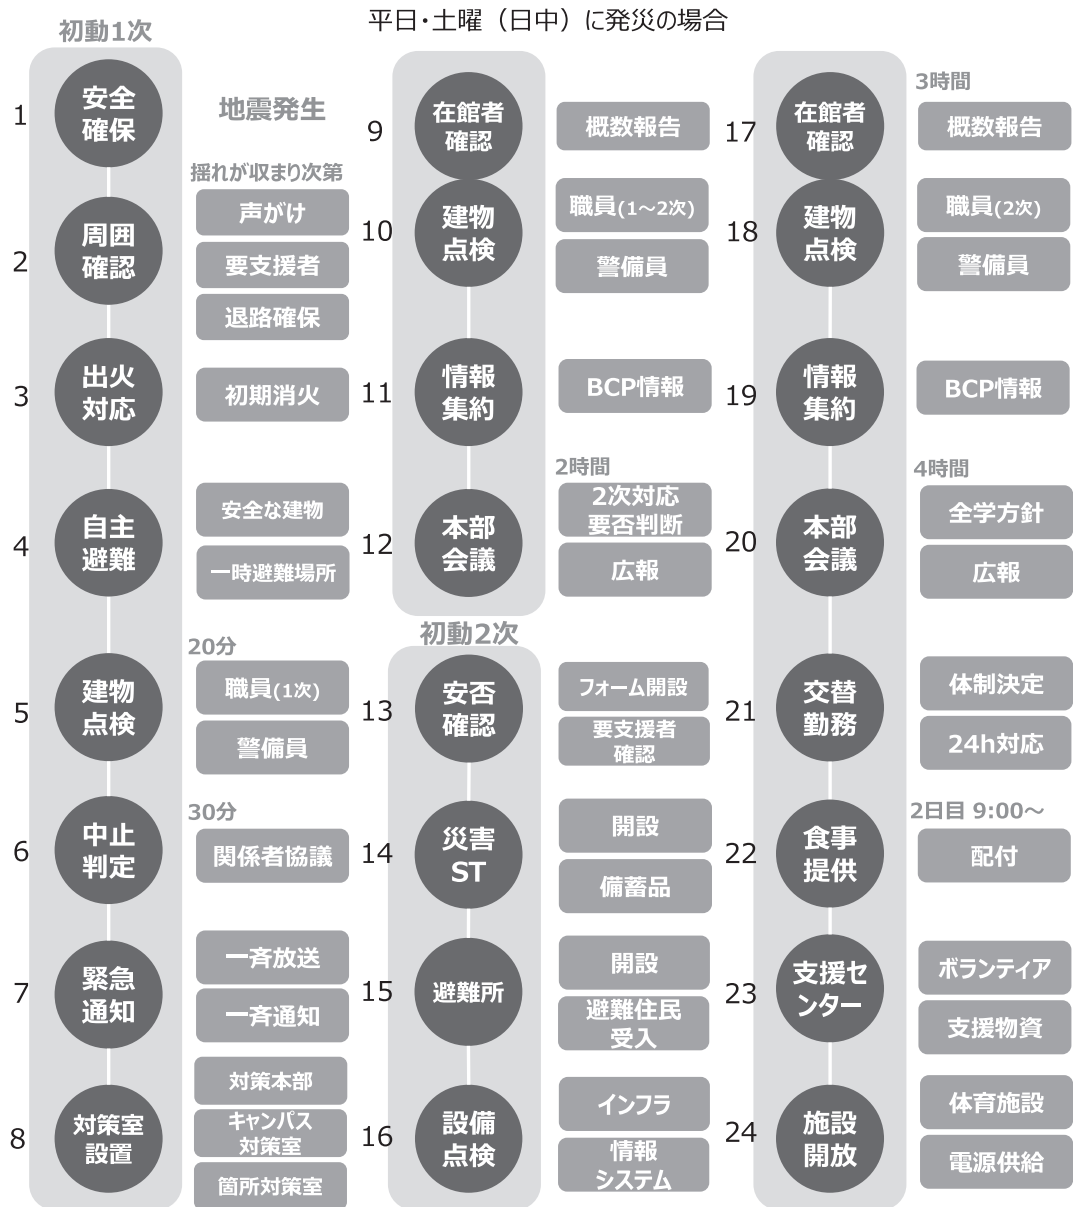 平日・土曜（日中）に発災の場合
初動1次
1
安全
確保
地震発生
揺れが収まり次第
2
周囲
確認
声がけ
要支援者
退路確保
3
出火
対応
初期消火
4
自主
避難
安全な建物
一時避難場所
20分
5
建物
点検
職員(1次)
警備員
30分
6
中止
判定
関係者協議
7
緊急
通知
一斉放送
一斉通知
8
対策室
設置
対策本部
キャンパス
対策室
箇所対策室
9
在館者
確認
概数報告
10
建物
点検
職員(1～2次)
警備員
11
情報
集約
BCP情報
2時間
12
本部
会議
2次対応
要否判断
広報
初動2次
13
安否
確認
フォーム開設
要支援者
確認
14
災害
ST
開設
備蓄品
15
避難所
開設
避難住民
受入
16
設備
点検
インフラ
情報
システム
3時間
17
在館者
確認
概数報告
18
建物
点検
職員(2次)
警備員
19
情報
集約
BCP情報
4時間
20
本部
会議
全学方針
広報
21
交替
勤務
体制決定
24h対応
2日目 9:00～
22
食事
提供
配付
23
支援セ
ンター
ボランティア
支援物資
24
施設
開放
体育施設
電源供給